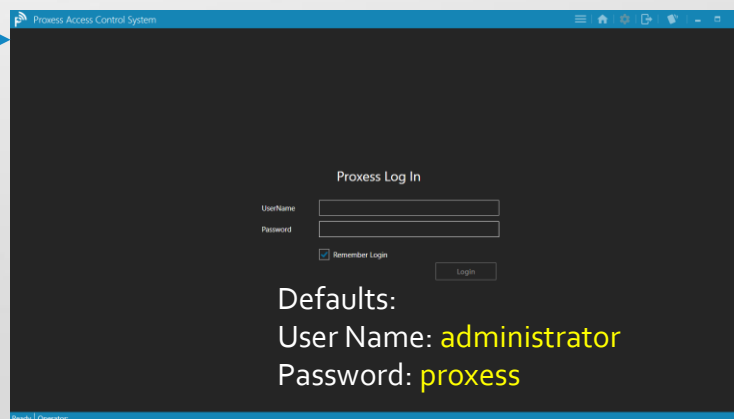 Proxess Access Control System
Proxess Log In
UserName
Password
Remember Login
Login
Defaults:
User Name: administrator
Password: proxess
Ready Operator: